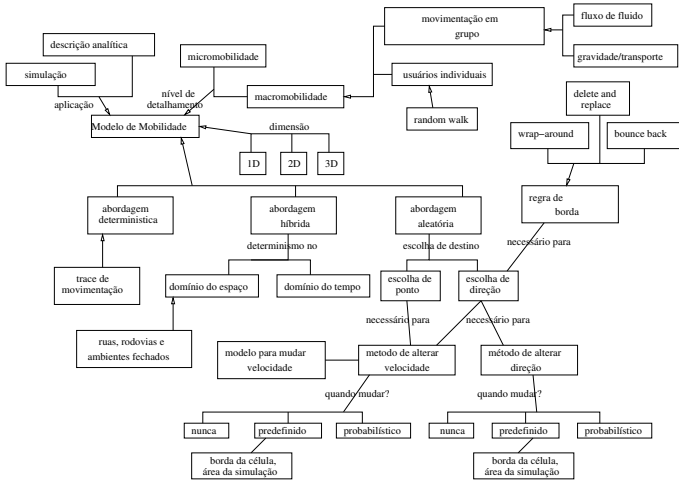 movimentação em
grupo
fluxo de fluido
gravidade/transporte
descrição analítica
simulação
aplicação
micromobilidade
nível de
detalhamento
macromobilidade
usuários individuais
random walk
delete and
replace
wrap−around
bounce back
Modelo de Mobilidade
dimensão
1D
2D
3D
regra de
borda
abordagem
deterministica
abordagem
híbrida
abordagem
aleatória
determinismo no
escolha de destino
necessário para
trace de
movimentação
domínio do espaço
domínio do tempo
escolha de
ponto
escolha de
direção
necessário para
necessário para
ruas, rodovias e
ambientes fechados
modelo para mudar
velocidade
metodo de alterar
velocidade
método de alterar
direção
quando mudar?
quando mudar?
nunca
predefinido
probabilístico
nunca
predefinido
probabilístico
borda da célula,
área da simulação
borda da célula,
área da simulação